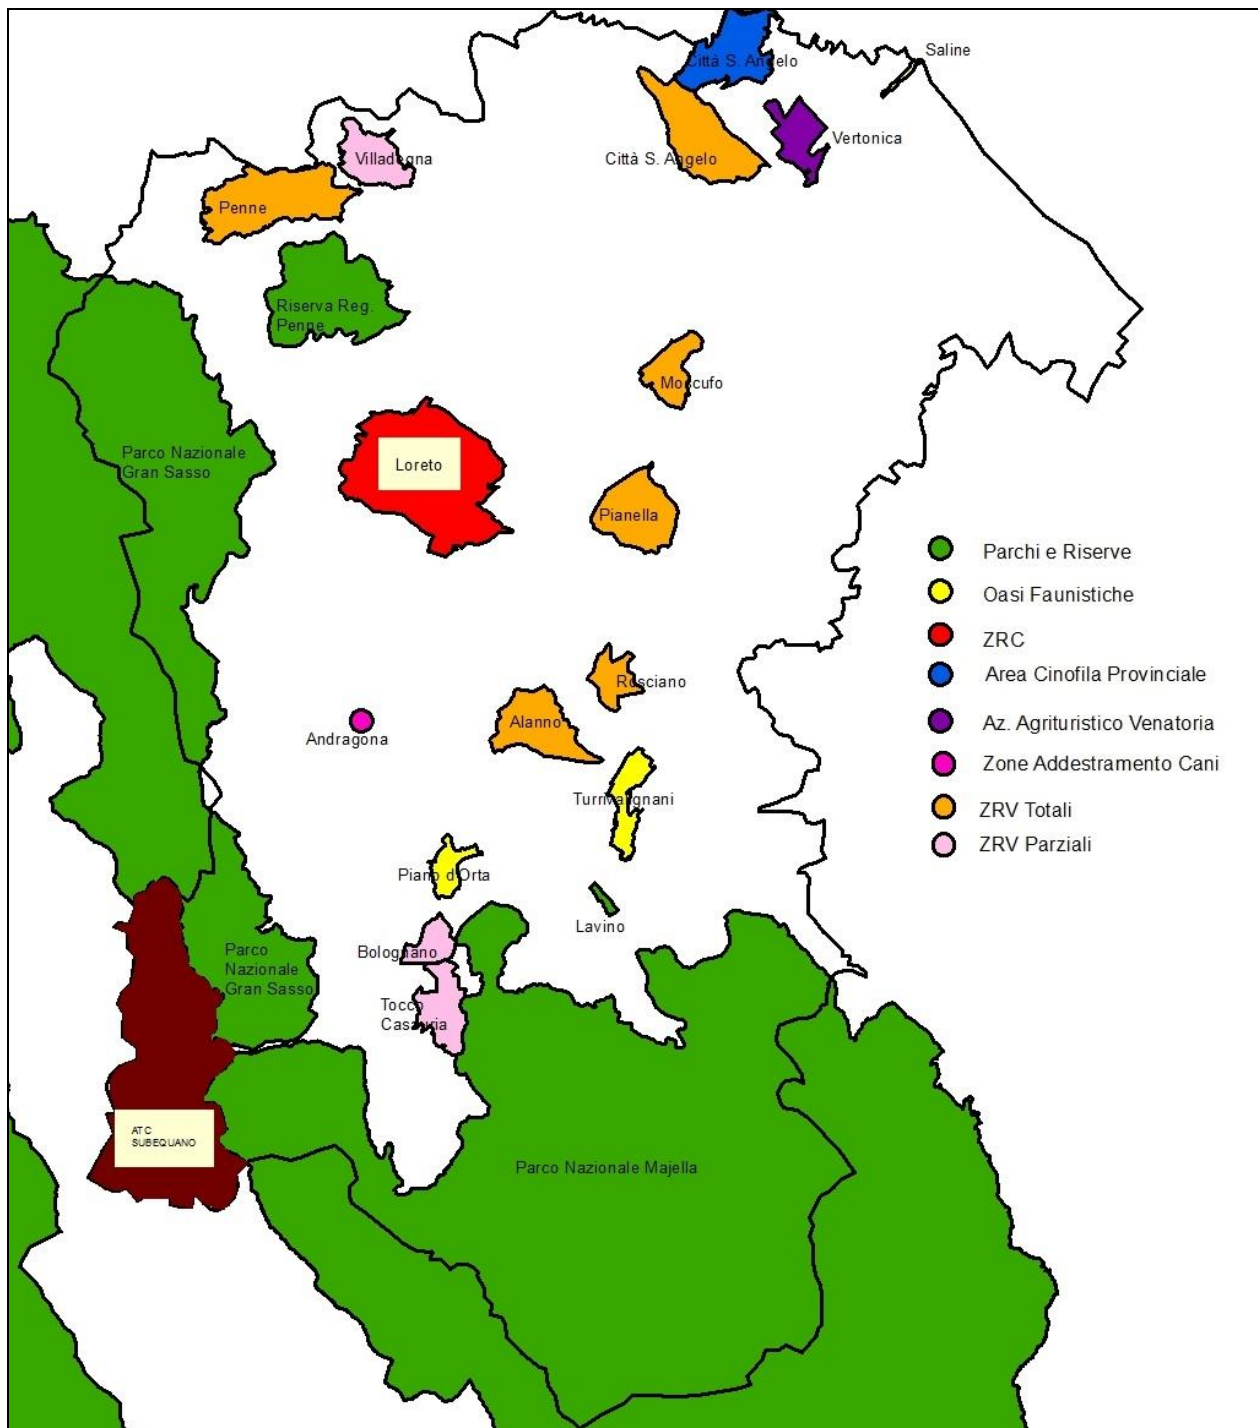 Saline
Città S. Angelo
Vertonica
Città S. Angelo
Villadegna
Penne
Riserva Reg.
Penne
Moscufo
Parco Nazionale
Gran Sasso
Loreto
Pianella
Parchi e Riserve
Oasi Faunistiche
ZRC
Area Cinofila Provinciale
Az. Agrituristico Venatoria
Zone Addestramento Cani
ZRV Totali
ZRV Parziali
Rosciano
Alanno
Andragona
Turrivalignani
Piano d'Orta
Lavino
Bolognano
Parco
Nazionale
Gran Sasso
Tocco
Casauria
ATC
SUBEQUANO
Parco Nazionale Majella